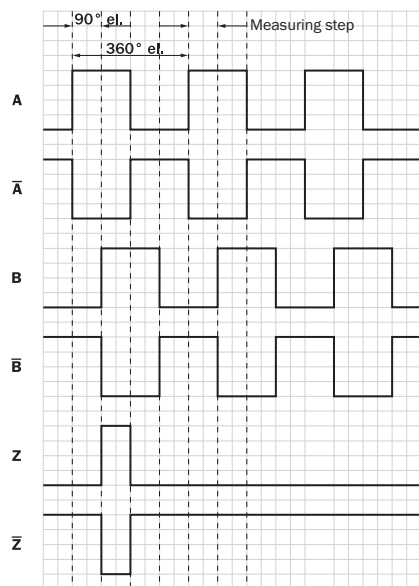 90° el.
Measuring step
360° el.
A
A̅
B
B̅
Z
Z̅